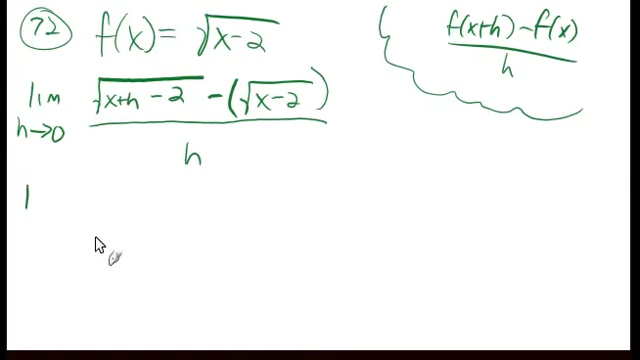 72 f(x) = √x-2
f(x+h) - f(x)
h
lim √x+h - 2 - (√x-2)
h→0
h
l